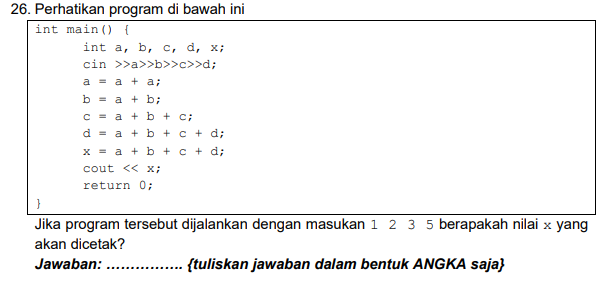 26. Perhatikan program di bawah ini
int main() {
int a, b, c, d, x;
cin >>a>>b>>c>>d;
a = a + a;
b = a + b;
c = a + b + c;
d = a + b + c + d;
x = a + b + c + d;
cout << x;
return 0;
}
Jika program tersebut dijalankan dengan masukan 1 2 3 5 berapakah nilai x yang
akan dicetak?
Jawaban: ................ {tuliskan jawaban dalam bentuk ANGKA saja}